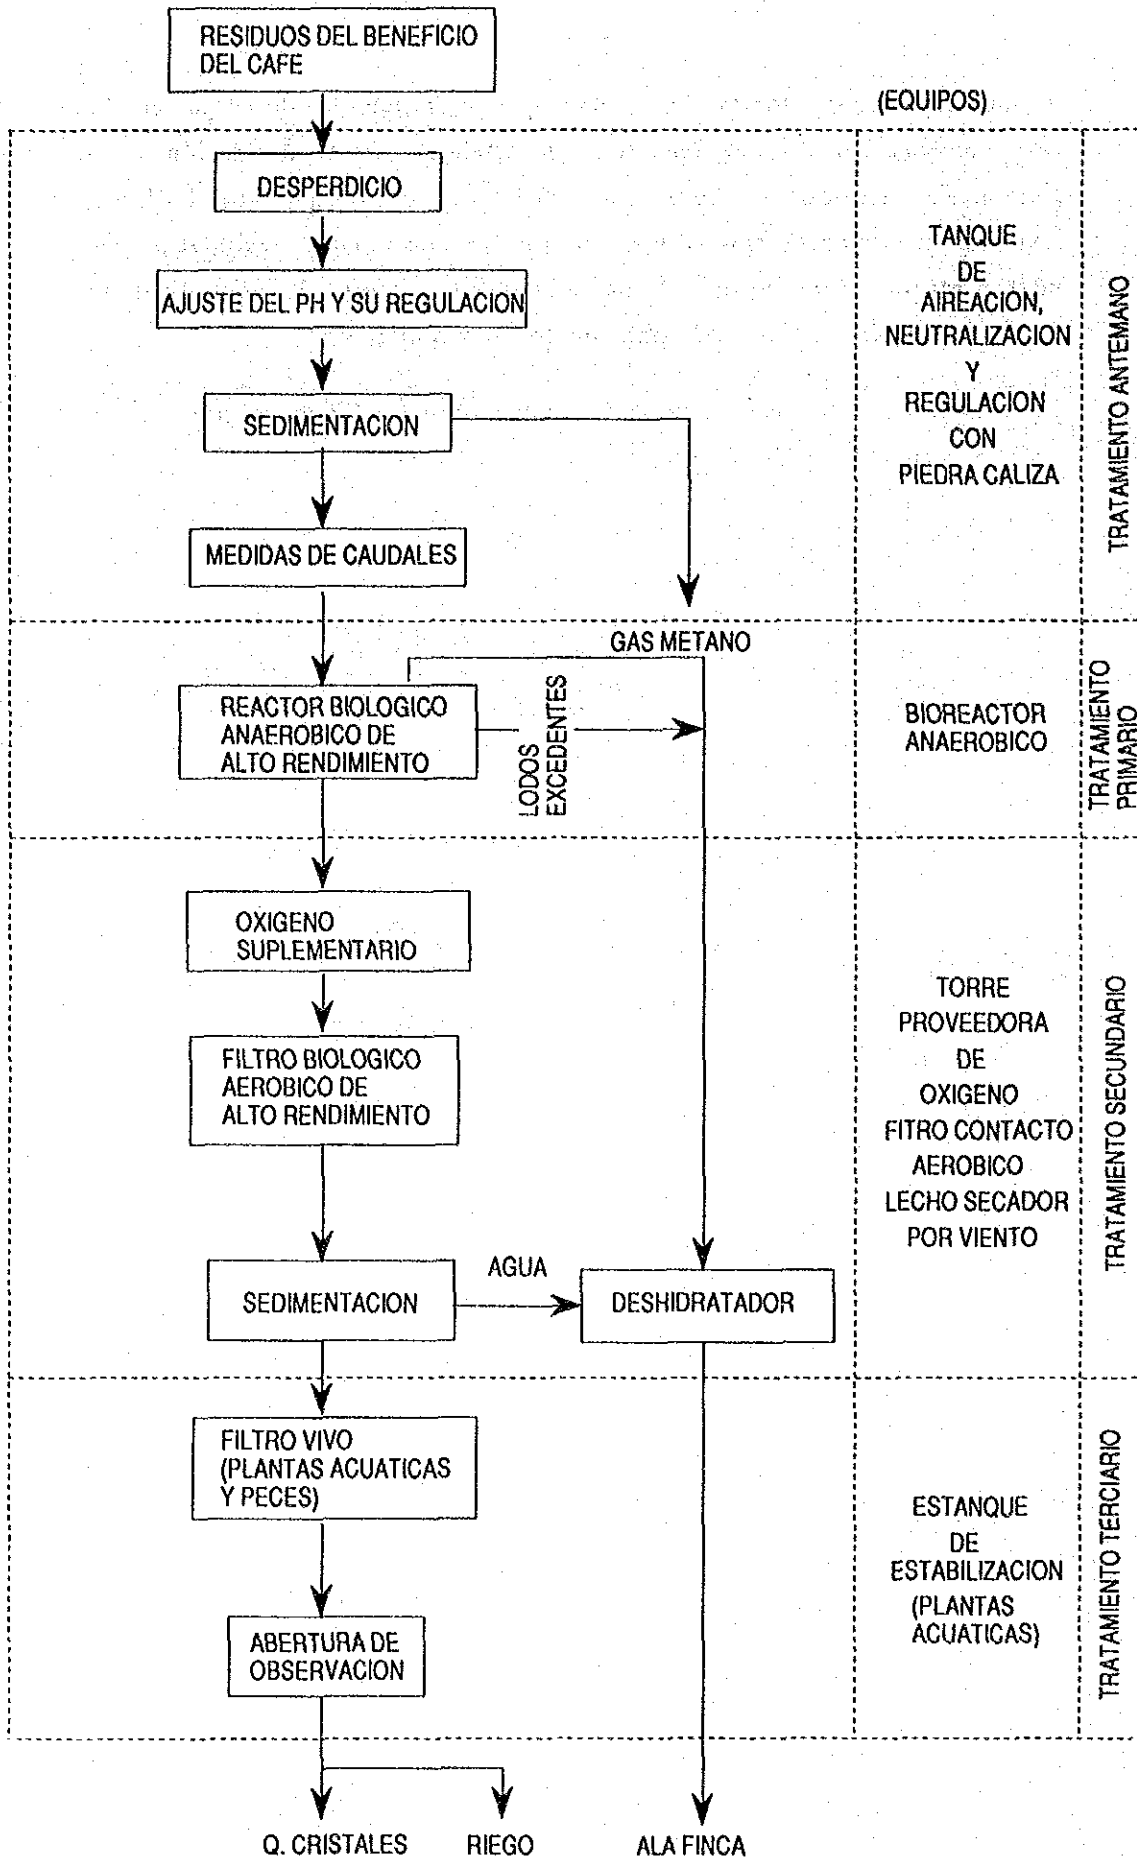 RESIDUOS DEL BENEFICIO
DEL CAFE
(EQUIPOS)
DESPERDICIO
AJUSTE DEL PH Y SU REGULACION
SEDIMENTACION
MEDIDAS DE CAUDALES
TANQUE
DE
AIREACION,
NEUTRALIZACION
Y
REGULACION
CON
PIEDRA CALIZA
TRATAMIENTO ANTEMANO
GAS METANO
REACTOR BIOLOGICO
ANAEROBICO DE
ALTO RENDIMIENTO
LODOS
EXCEDENTES
BIOREACTOR
ANAEROBICO
TRATAMIENTO
PRIMARIO
OXIGENO
SUPLEMENTARIO
FILTRO BIOLOGICO
AEROBICO DE
ALTO RENDIMIENTO
SEDIMENTACION
AGUA
DESHIDRATADOR
TORRE
PROVEEDORA
DE
OXIGENO
FITRO CONTACTO
AEROBICO
LECHO SECADOR
POR VIENTO
TRATAMIENTO SECUNDARIO
FILTRO VIVO
(PLANTAS ACUATICAS
Y PECES)
ABERTURA DE
OBSERVACION
ESTANQUE
DE
ESTABILIZACION
(PLANTAS
ACUATICAS)
TRATAMIENTO TERCIARIO
Q. CRISTALES
RIEGO
ALA FINCA